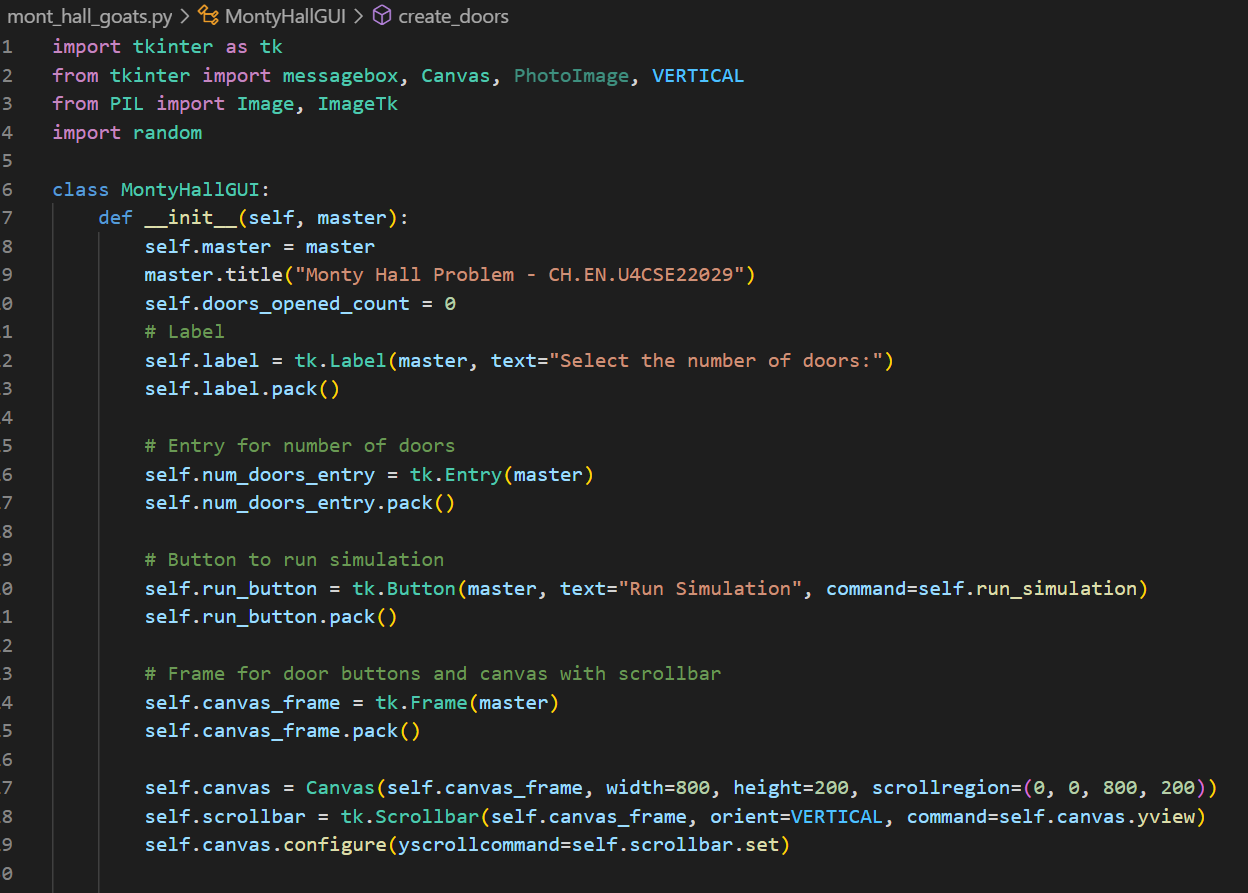 mont_hall_goats.py > MontyHallGUI > create_doors
1 import tkinter as tk
2 from tkinter import messagebox, Canvas, PhotoImage, VERTICAL
3 from PIL import Image, ImageTk
4 import random
5
6 class MontyHallGUI:
7     def __init__(self, master):
8         self.master = master
9         master.title("Monty Hall Problem - CH.EN.U4CSE22029")
0         self.doors_opened_count = 0
1         # Label
2         self.label = tk.Label(master, text="Select the number of doors:")
3         self.label.pack()
4
5         # Entry for number of doors
6         self.num_doors_entry = tk.Entry(master)
7         self.num_doors_entry.pack()
8
9         # Button to run simulation
0         self.run_button = tk.Button(master, text="Run Simulation", command=self.run_simulation)
1         self.run_button.pack()
2
3         # Frame for door buttons and canvas with scrollbar
4         self.canvas_frame = tk.Frame(master)
5         self.canvas_frame.pack()
6
7         self.canvas = Canvas(self.canvas_frame, width=800, height=200, scrollregion=(0, 0, 800, 200))
8         self.scrollbar = tk.Scrollbar(self.canvas_frame, orient=VERTICAL, command=self.canvas.yview)
9         self.canvas.configure(yscrollcommand=self.scrollbar.set)
0